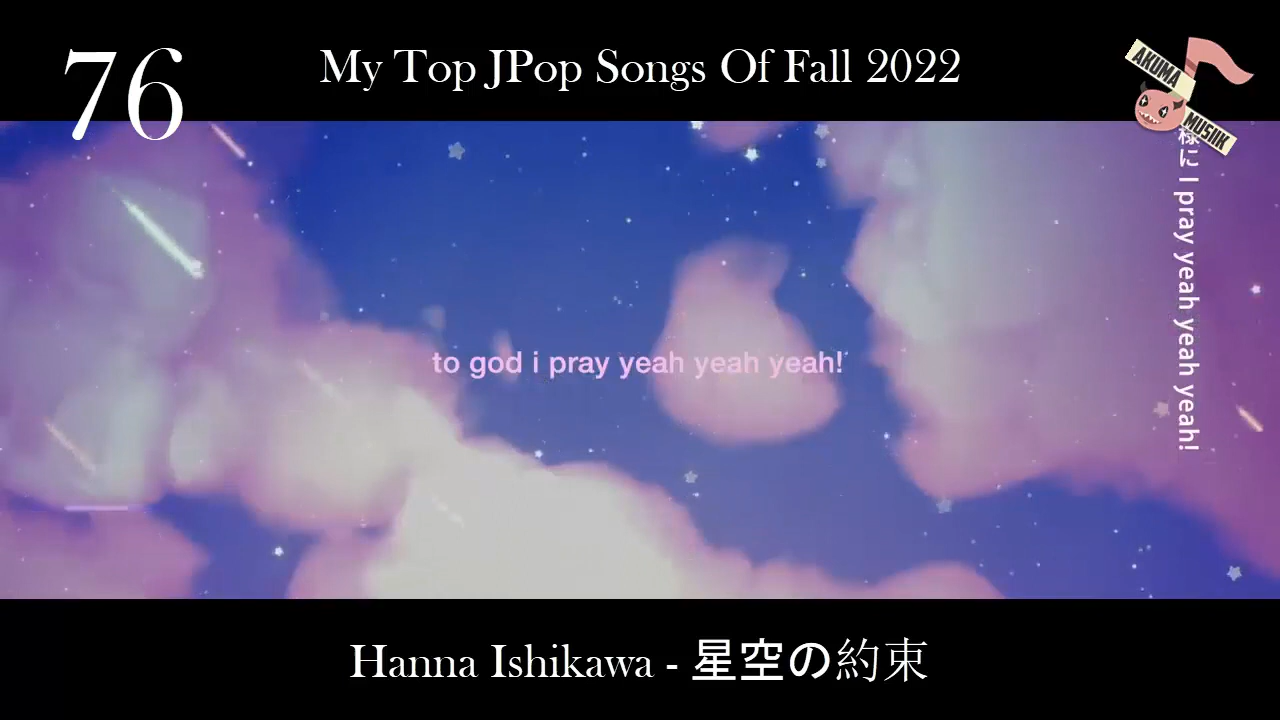 76
My Top JPop Songs Of Fall 2022
AKUMA
MUSIIK
様に I pray yeah yeah yeah!
to god i pray yeah yeah yeah!
Hanna Ishikawa - 星空の約束